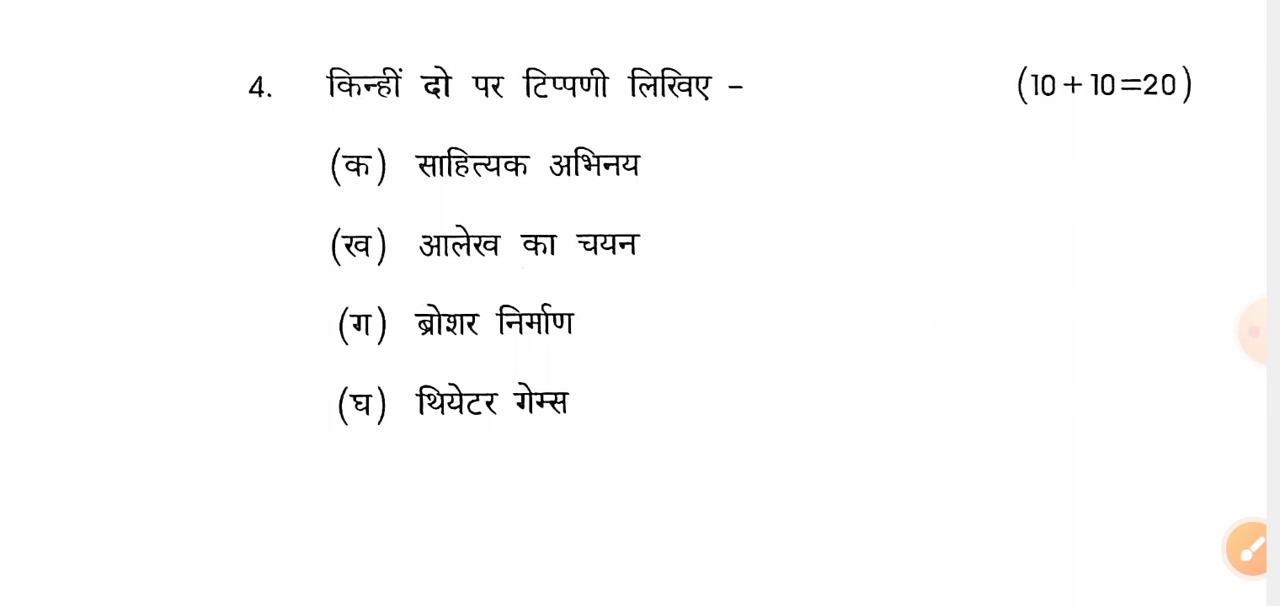 4. किन्हीं दो पर टिप्पणी लिखिए – (10+10=20)
(क) साहित्यक अभिनय
(ख) आलेख का चयन
(ग) ब्रोशर निर्माण
(घ) थियेटर गेम्स